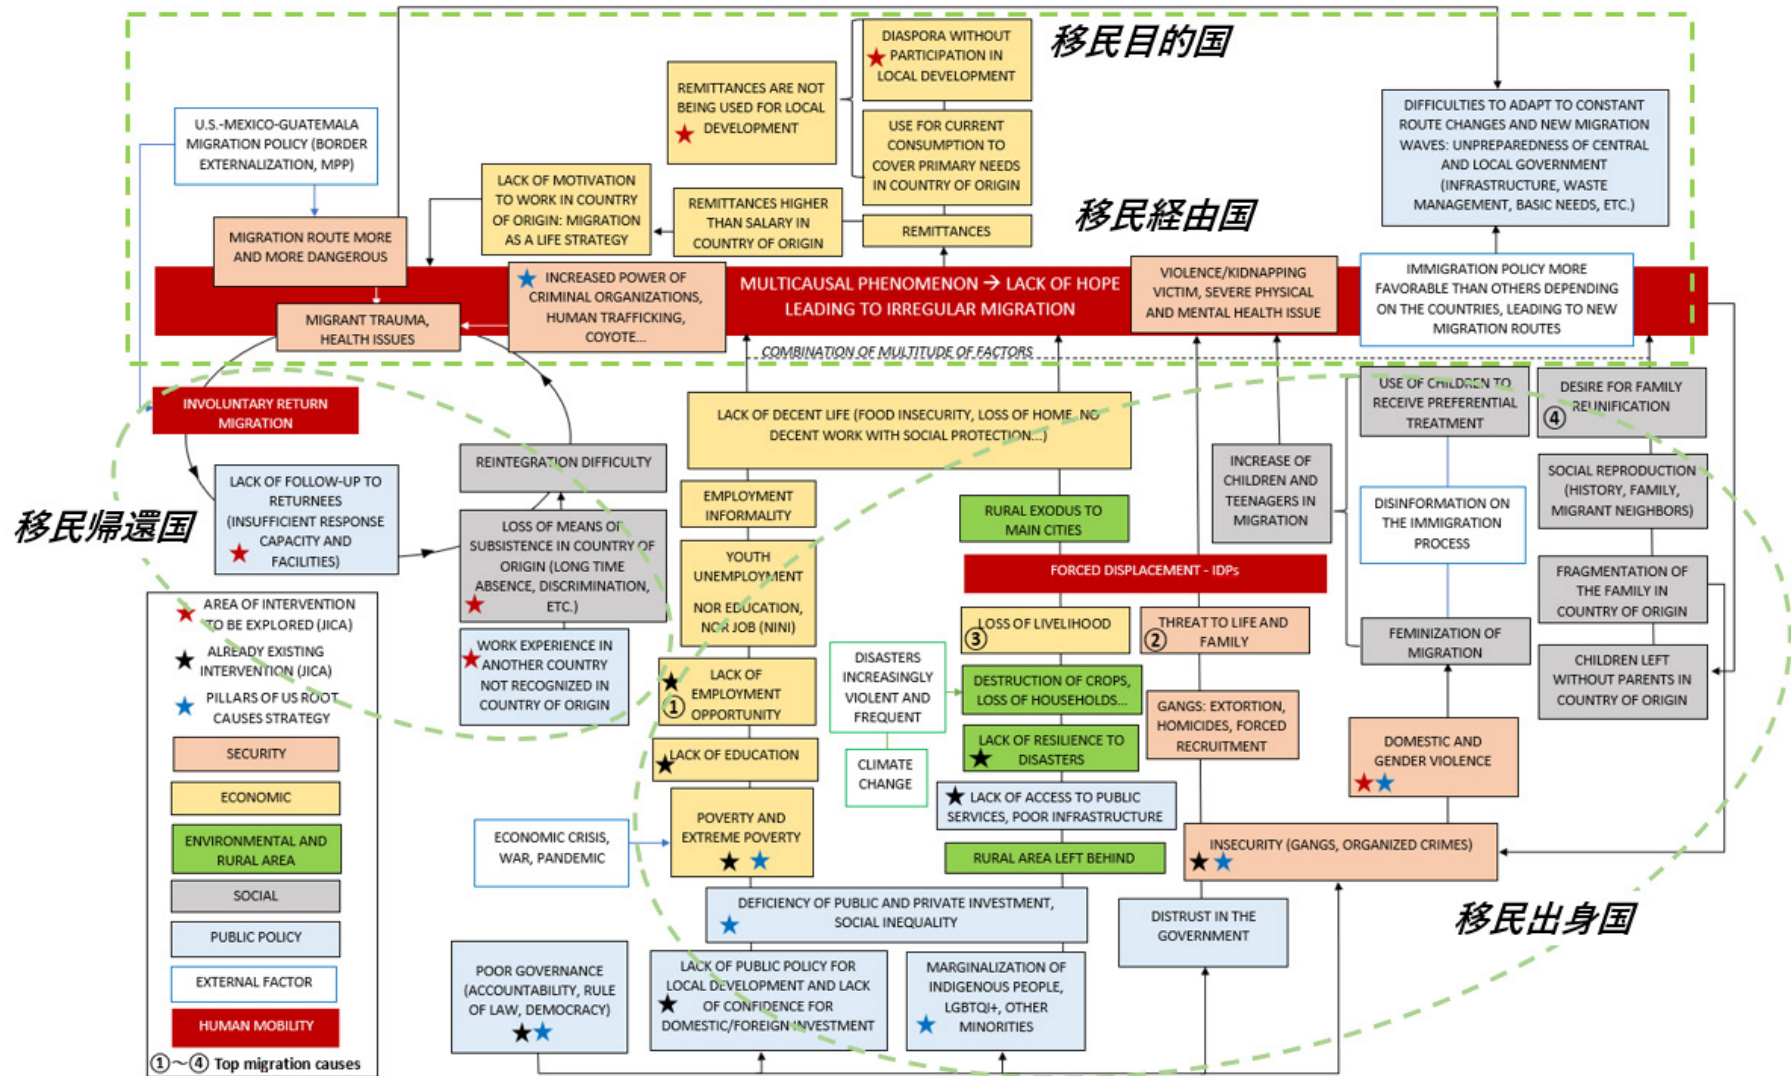 移民目的国
DIASPORA WITHOUT
PARTICIPATION IN
LOCAL DEVELOPMENT
REMITTANCES ARE NOT
BEING USED FOR LOCAL
DEVELOPMENT
USE FOR CURRENT
CONSUMPTION TO
COVER PRIMARY NEEDS
IN COUNTRY OF ORIGIN
DIFFICULTIES TO ADAPT TO CONSTANT
ROUTE CHANGES AND NEW MIGRATION
WAVES: UNPREPAREDNESS OF CENTRAL
AND LOCAL GOVERNMENT
(INFRASTRUCTURE, WASTE
MANAGEMENT, BASIC NEEDS, ETC.)
U.S.-MEXICO-GUATEMALA
MIGRATION POLICY (BORDER
EXTERNALIZATION, MPP)
LACK OF MOTIVATION
TO WORK IN COUNTRY
OF ORIGIN: MIGRATION
AS A LIFE STRATEGY
REMITTANCES HIGHER
THAN SALARY IN
COUNTRY OF ORIGIN
REMITTANCES
移民経由国
MIGRATION ROUTE MORE
AND MORE DANGEROUS
INCREASED POWER OF
CRIMINAL ORGANIZATIONS,
HUMAN TRAFFICKING,
COYOTE...
MULTICAUSAL PHENOMENON → LACK OF HOPE
LEADING TO IRREGULAR MIGRATION
VIOLENCE/KIDNAPPING
VICTIM, SEVERE PHYSICAL
AND MENTAL HEALTH ISSUE
IMMIGRATION POLICY MORE
FAVORABLE THAN OTHERS DEPENDING
ON THE COUNTRIES, LEADING TO NEW
MIGRATION ROUTES
MIGRANT TRAUMA,
HEALTH ISSUES
COMBINATION OF MULTITUDE OF FACTORS
INVOLUNTARY RETURN
MIGRATION
LACK OF DECENT LIFE (FOOD INSECURITY, LOSS OF HOME, NO
DECENT WORK WITH SOCIAL PROTECTION...)
USE OF CHILDREN TO
RECEIVE PREFERENTIAL
TREATMENT
DESIRE FOR FAMILY
REUNIFICATION
④
移民帰還国
LACK OF FOLLOW-UP TO
RETURNEES
(INSUFFICIENT RESPONSE
CAPACITY AND
FACILITIES)
REINTEGRATION DIFFICULTY
LOSS OF MEANS OF
SUBSISTENCE IN COUNTRY OF
ORIGIN (LONG TIME
ABSENCE, DISCRIMINATION,
ETC.)
WORK EXPERIENCE IN
ANOTHER COUNTRY
NOT RECOGNIZED IN
COUNTRY OF ORIGIN
EMPLOYMENT
INFORMALITY
YOUTH
UNEMPLOYMENT
NOR EDUCATION,
NOR JOB (NINI)
LACK OF
EMPLOYMENT
OPPORTUNITY
①
LACK OF EDUCATION
POVERTY AND
EXTREME POVERTY
ECONOMIC CRISIS,
WAR, PANDEMIC
RURAL EXODUS TO
MAIN CITIES
FORCED DISPLACEMENT - IDPs
LOSS OF LIVELIHOOD
③
DESTRUCTION OF CROPS,
LOSS OF HOUSEHOLDS...
LACK OF RESILIENCE TO
DISASTERS
LACK OF ACCESS TO PUBLIC
SERVICES, POOR INFRASTRUCTURE
RURAL AREA LEFT BEHIND
DISASTERS
INCREASINGLY
VIOLENT AND
FREQUENT
CLIMATE
CHANGE
INCREASE OF
CHILDREN AND
TEENAGERS IN
MIGRATION
THREAT TO LIFE AND
FAMILY
②
GANGS: EXTORTION,
HOMICIDES, FORCED
RECRUITMENT
DISINFORMATION ON
THE IMMIGRATION
PROCESS
FEMINIZATION OF
MIGRATION
DOMESTIC AND
GENDER VIOLENCE
INSECURITY (GANGS, ORGANIZED CRIMES)
SOCIAL REPRODUCTION
(HISTORY, FAMILY,
MIGRANT NEIGHBORS)
FRAGMENTATION OF
THE FAMILY IN
COUNTRY OF ORIGIN
CHILDREN LEFT
WITHOUT PARENTS IN
COUNTRY OF ORIGIN
移民出身国
DEFICIENCY OF PUBLIC AND PRIVATE INVESTMENT,
SOCIAL INEQUALITY
DISTRUST IN THE
GOVERNMENT
POOR GOVERNANCE
(ACCOUNTABILITY, RULE
OF LAW, DEMOCRACY)
LACK OF PUBLIC POLICY FOR
LOCAL DEVELOPMENT AND LACK
OF CONFIDENCE FOR
DOMESTIC/FOREIGN INVESTMENT
MARGINALIZATION OF
INDIGENOUS PEOPLE,
LGBTQI+, OTHER
MINORITIES
AREA OF INTERVENTION
TO BE EXPLORED (JICA)
ALREADY EXISTING
INTERVENTION (JICA)
PILLARS OF US ROOT
CAUSES STRATEGY
SECURITY
ECONOMIC
ENVIRONMENTAL AND
RURAL AREA
SOCIAL
PUBLIC POLICY
EXTERNAL FACTOR
HUMAN MOBILITY
①～④ Top migration causes